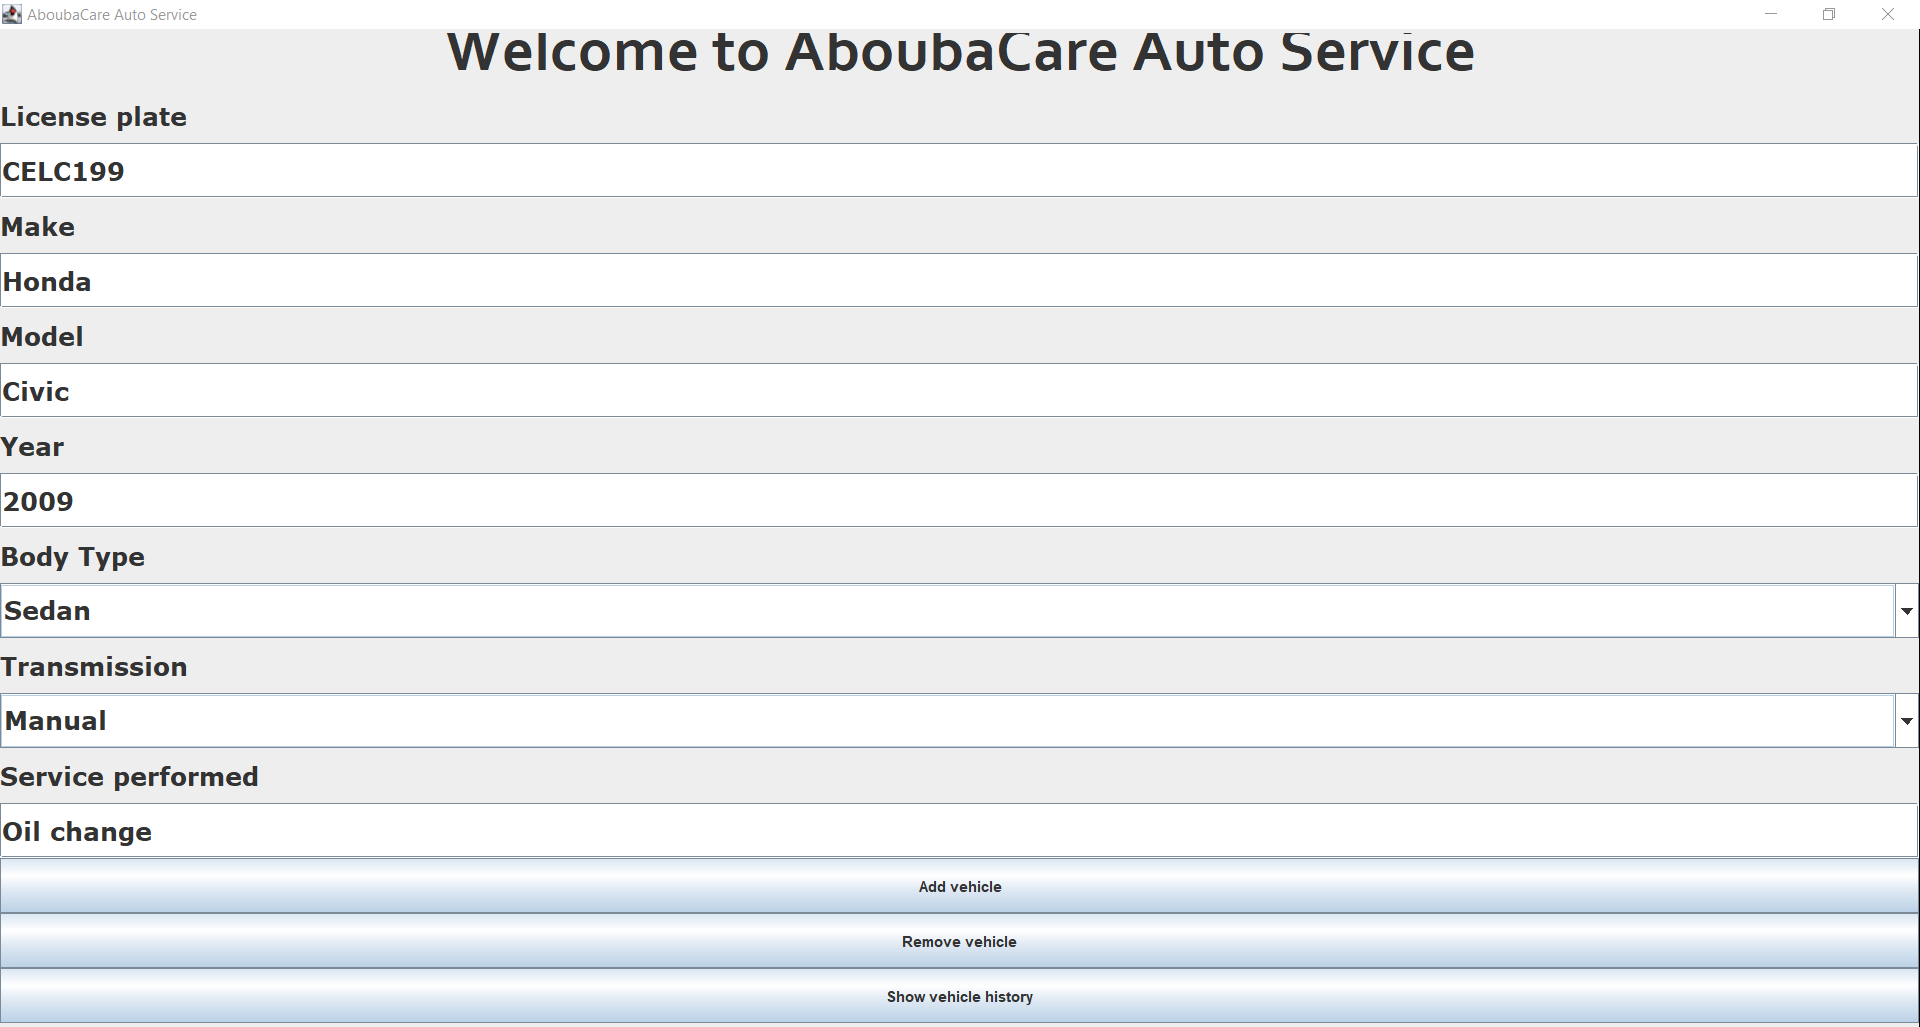 AboubaCare Auto Service
Welcome to AboubaCare Auto Service
License plate
CELC199
Make
Honda
Model
Civic
Year
2009
Body Type
Sedan
Transmission
Manual
Service performed
Oil change
Add vehicle
Remove vehicle
Show vehicle history